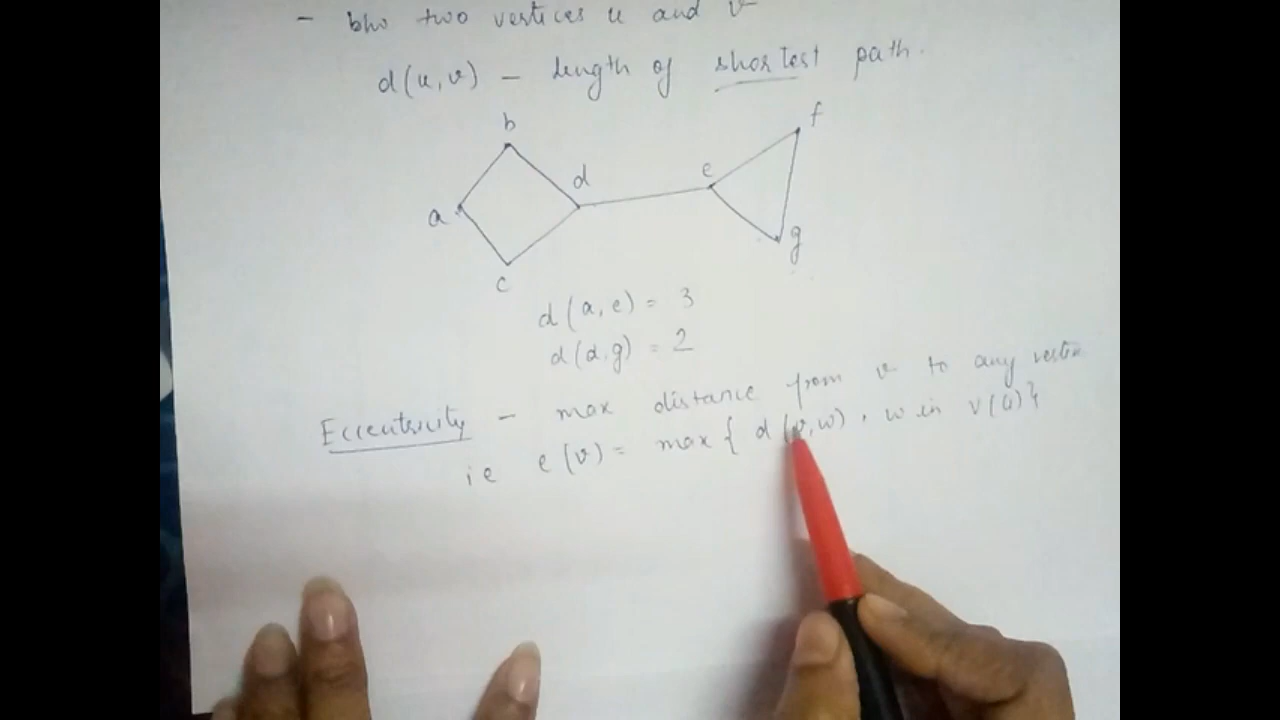 - btw two vertices u and v
d(u,v) - length of shortest path.
b
f
d
e
a
g
c
d(a,e) = 3
d(d,g) = 2
Eccentricity - max distance from v to any vertex
ie e(v) = max { d(v,w), w in V(G)}